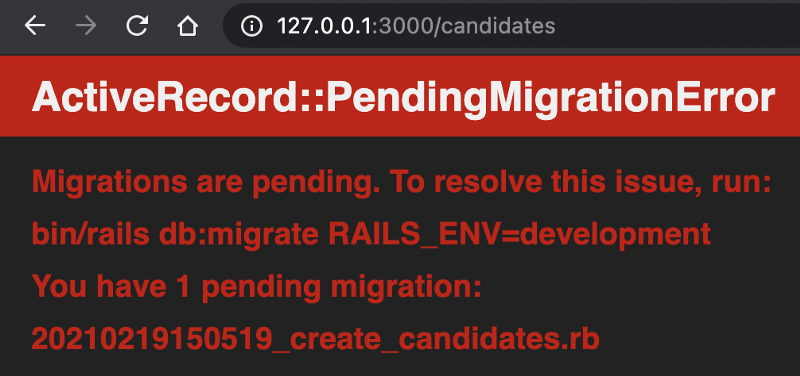 127.0.0.1:3000/candidates
ActiveRecord::PendingMigrationError
Migrations are pending. To resolve this issue, run:
bin/rails db:migrate RAILS_ENV=development
You have 1 pending migration:
20210219150519_create_candidates.rb